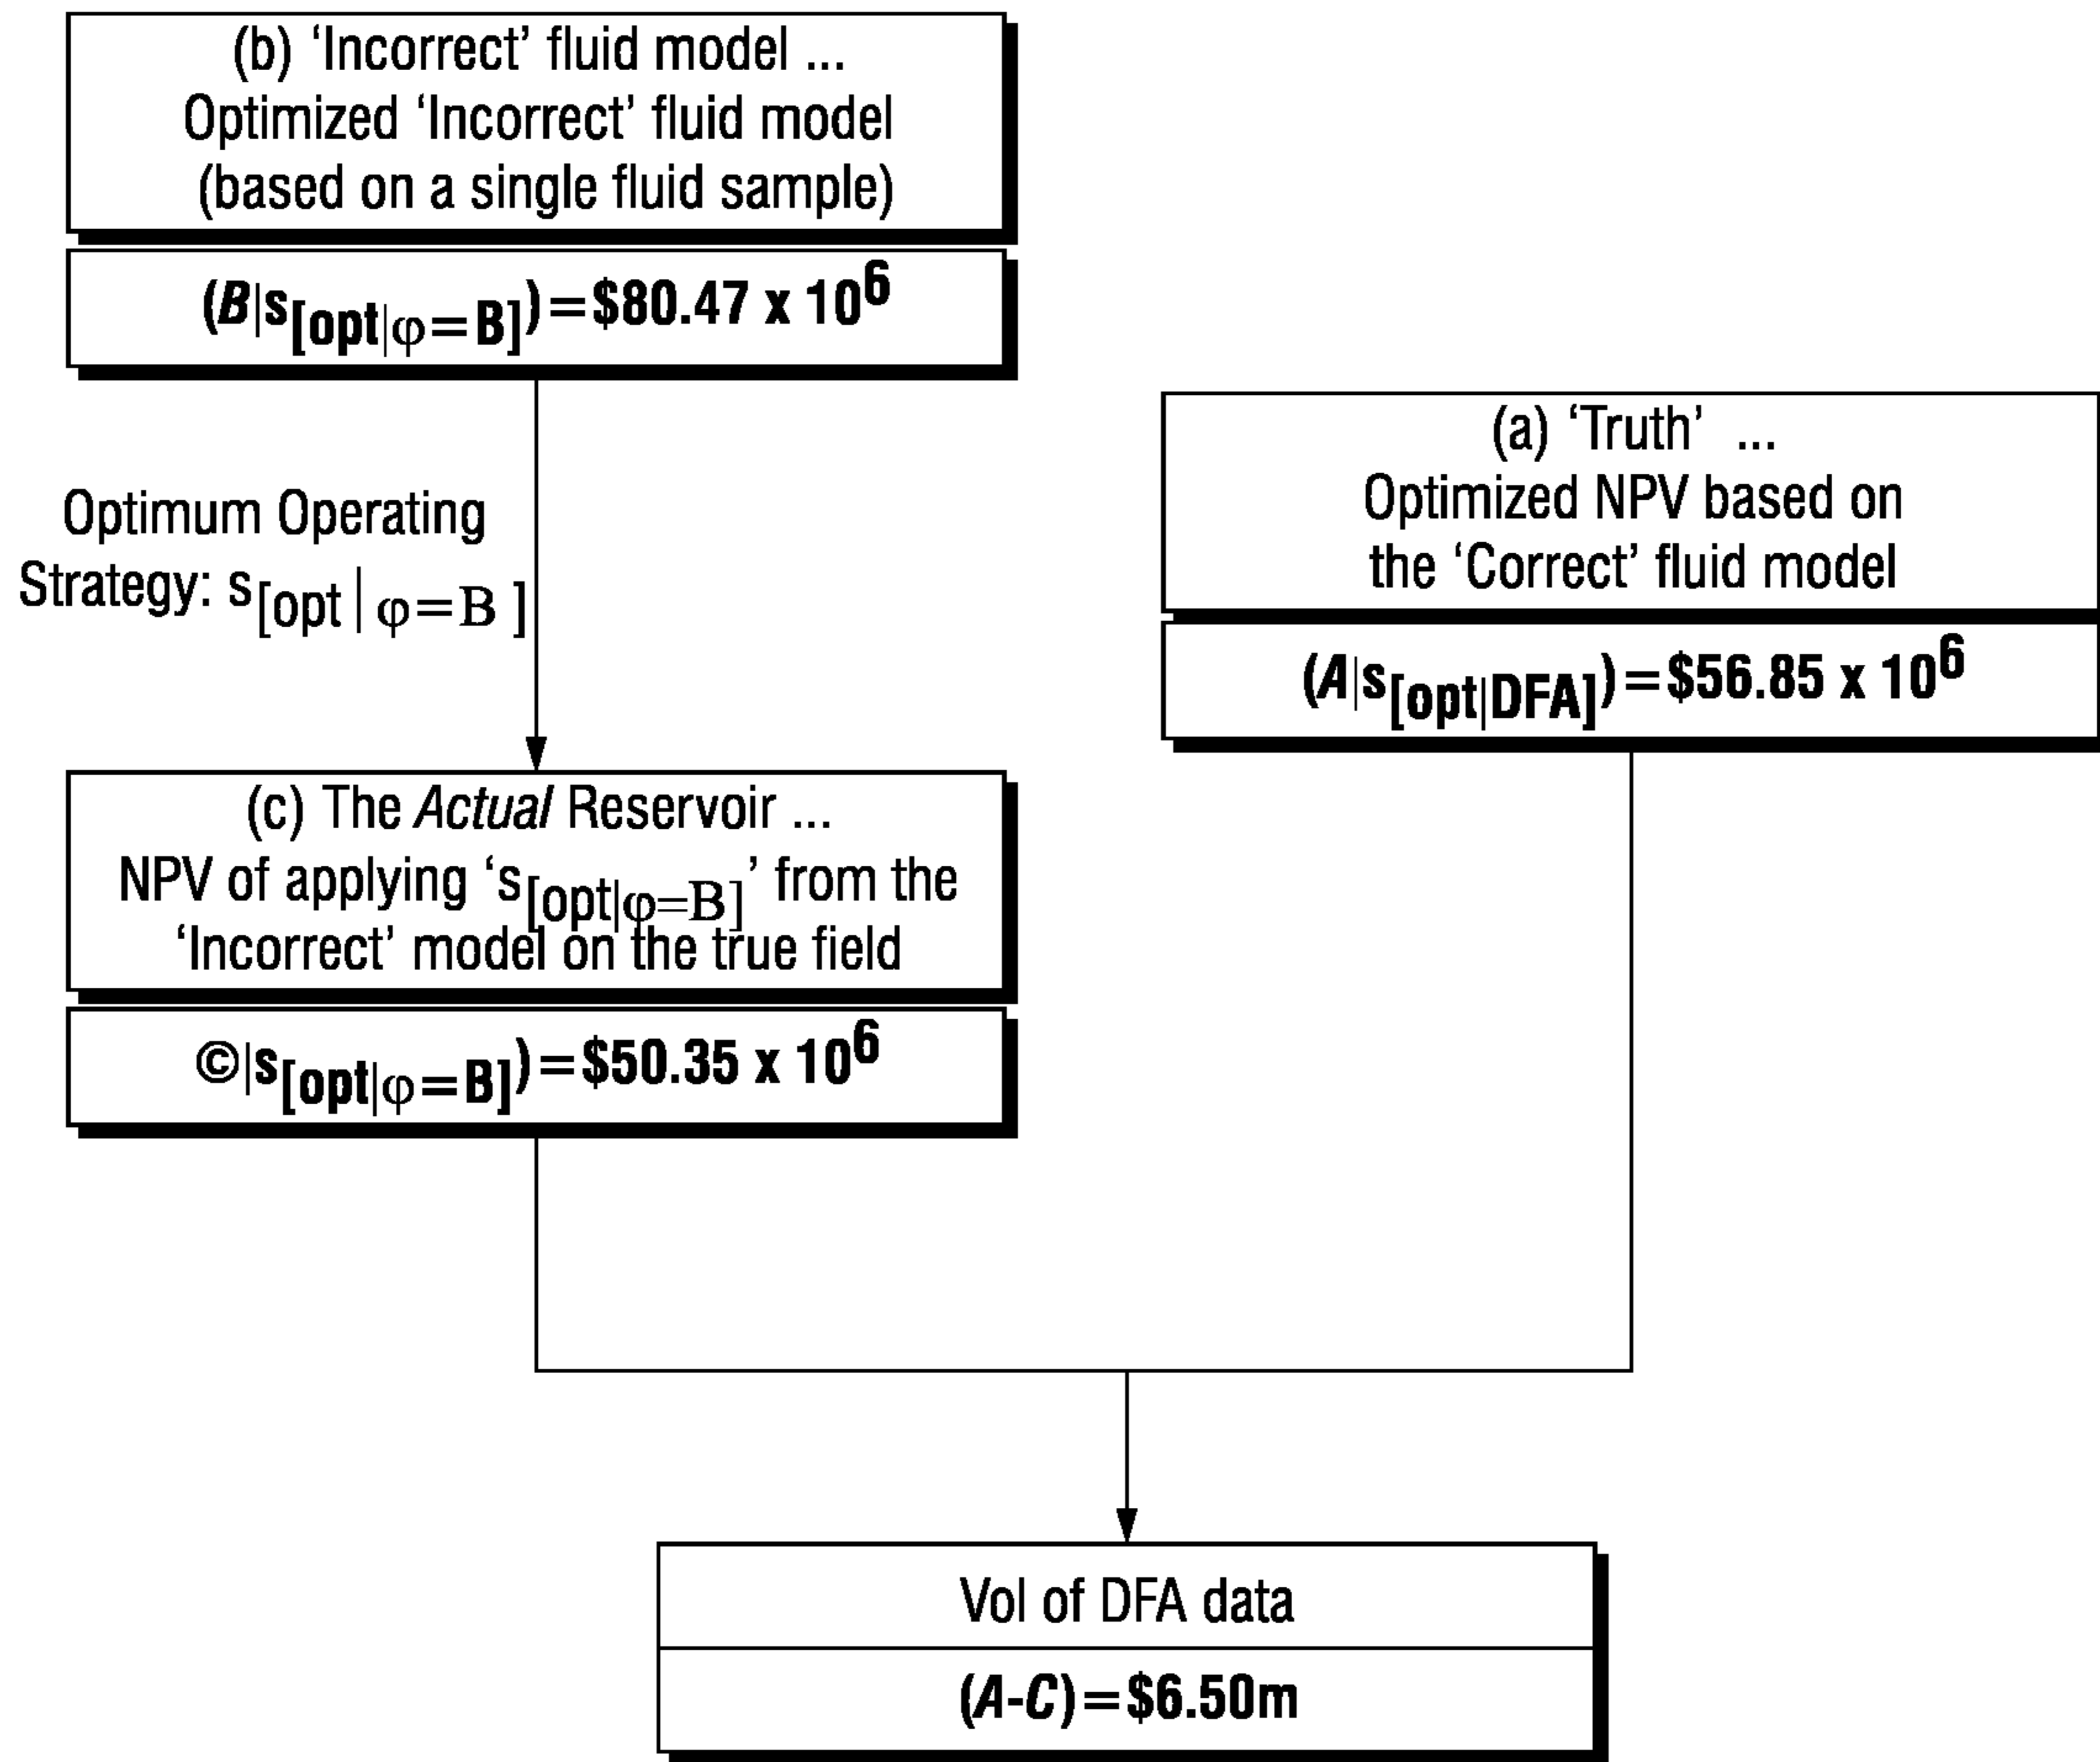 (b) ‘Incorrect’ fluid model ...
Optimized ‘Incorrect’ fluid model
(based on a single fluid sample)
(B|s[opt|φ=B])=$80.47 x 10^6
Optimum Operating
Strategy: s[opt | φ=B ]
(a) ‘Truth’ ...
Optimized NPV based on
the ‘Correct’ fluid model
(A|s[opt|DFA])=$56.85 x 10^6
(c) The Actual Reservoir ...
NPV of applying ‘s[opt|φ=B]’ from the
‘Incorrect’ model on the true field
©|s[opt|φ=B])=$50.35 x 10^6
Vol of DFA data
(A-C)=$6.50m